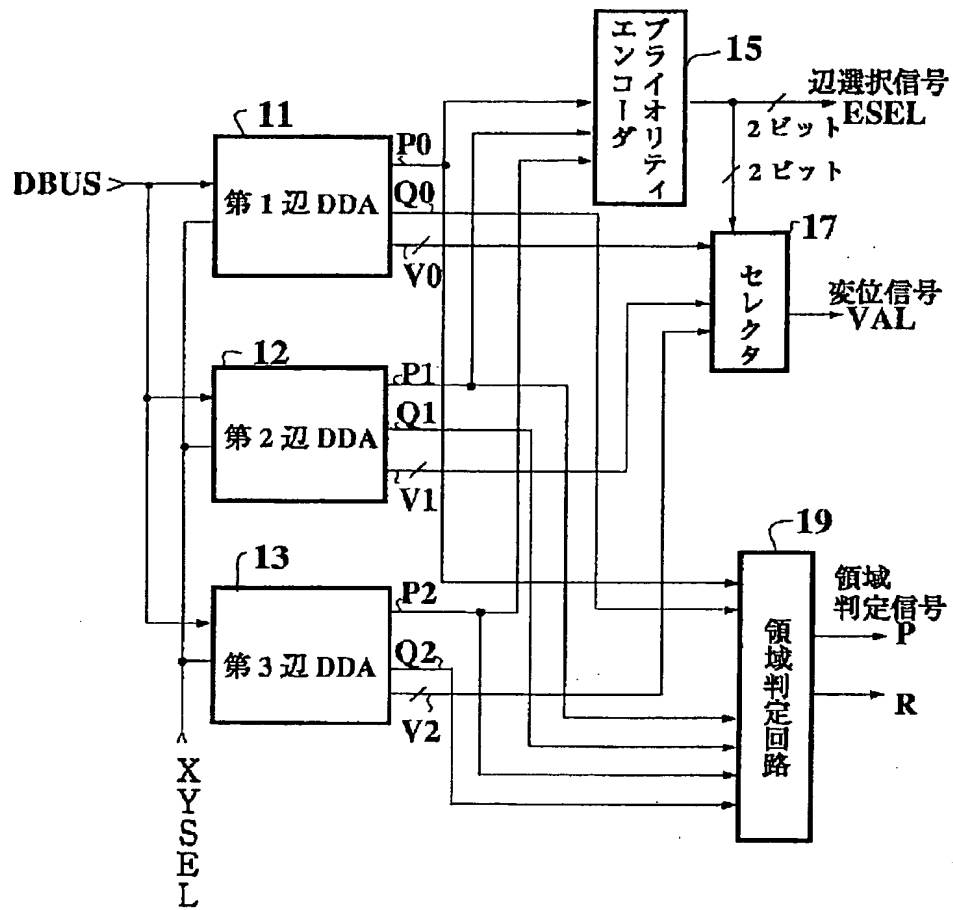 プライオリティ
エンコーダ
15
辺選択信号
ESEL
2ビット
2ビット
11
P0
DBUS
第1辺DDA
Q0
V0
17
セレクタ
変位信号
VAL
12
P1
第2辺DDA
Q1
V1
19
13
P2
第3辺DDA
Q2
V2
領域
判定信号
P
R
領域判定回路
XYSEL